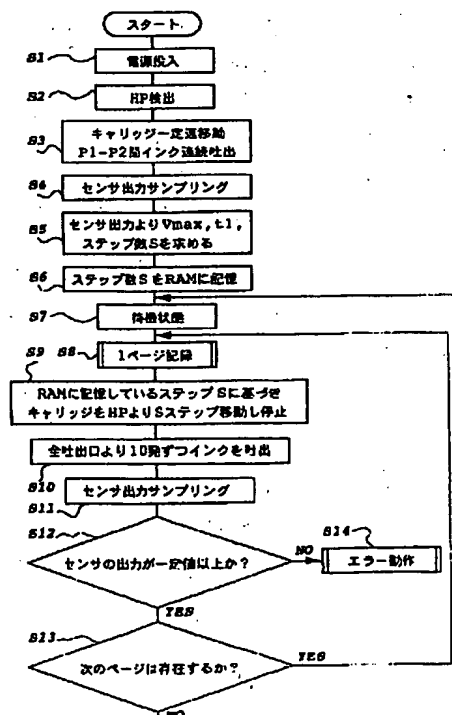 スタート
S1
電源投入
S2
HP検出
S3
キャリッジ一定速移動
P1-P2間インク連続吐出
S4
センサ出力サンプリング
S5
センサ出力よりVmax, t1,
ステップ数Sを求める
S6
ステップ数SをRAMに記憶
S7
待機状態
S9 S8
1ページ記録
RAMに記憶しているステップSに基づき
キャリッジをHPよりSステップ移動し停止
全吐出口より10発ずつインクを吐出
S10
センサ出力サンプリング
S11
S12
センサの出力が一定値以上か?
NO
S14
エラー動作
YES
S13
次のページは存在するか?
YES
NO